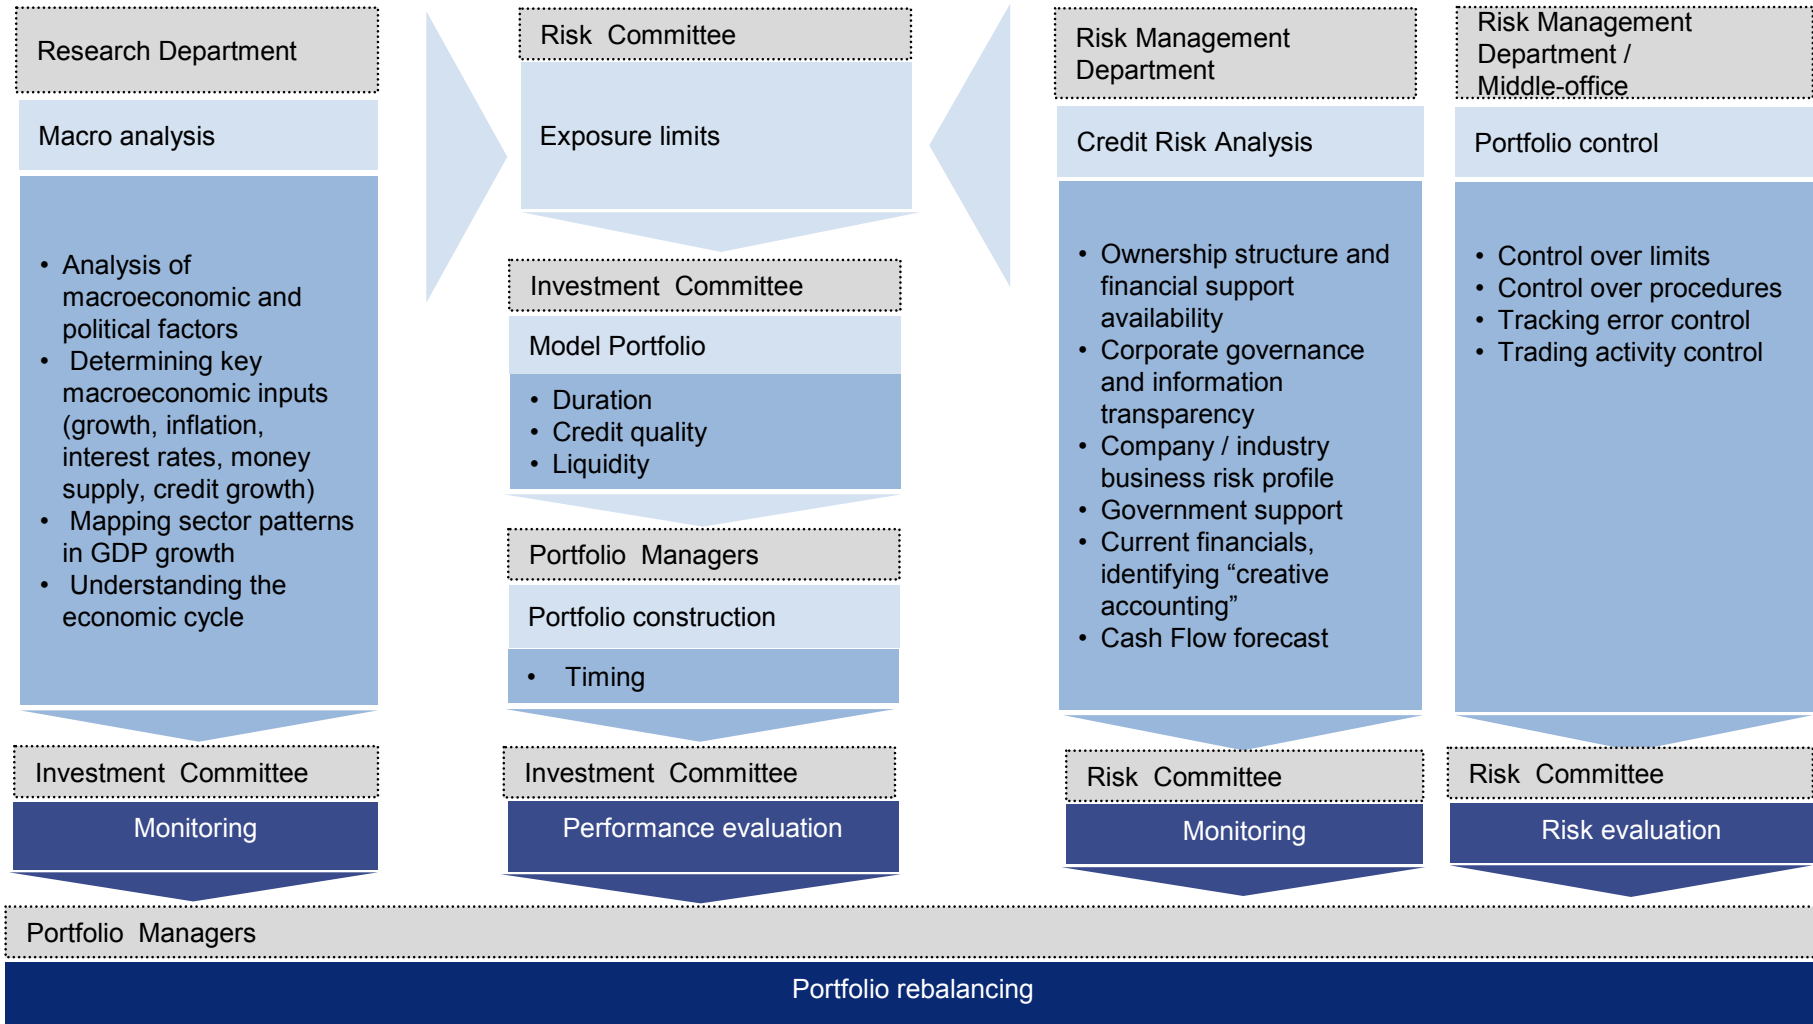 Research Department
Macro analysis
• Analysis of
macroeconomic and
political factors
• Determining key
macroeconomic inputs
(growth, inflation,
interest rates, money
supply, credit growth)
• Mapping sector patterns
in GDP growth
• Understanding the
economic cycle
Investment Committee
Monitoring
Risk Committee
Exposure limits
Investment Committee
Model Portfolio
• Duration
• Credit quality
• Liquidity
Portfolio Managers
Portfolio construction
• Timing
Investment Committee
Performance evaluation
Risk Management
Department
Credit Risk Analysis
• Ownership structure and
financial support
availability
• Corporate governance
and information
transparency
• Company / industry
business risk profile
• Government support
• Current financials,
identifying “creative
accounting”
• Cash Flow forecast
Risk Committee
Monitoring
Risk Management
Department /
Middle-office
Portfolio control
• Control over limits
• Control over procedures
• Tracking error control
• Trading activity control
Risk Committee
Risk evaluation
Portfolio Managers
Portfolio rebalancing